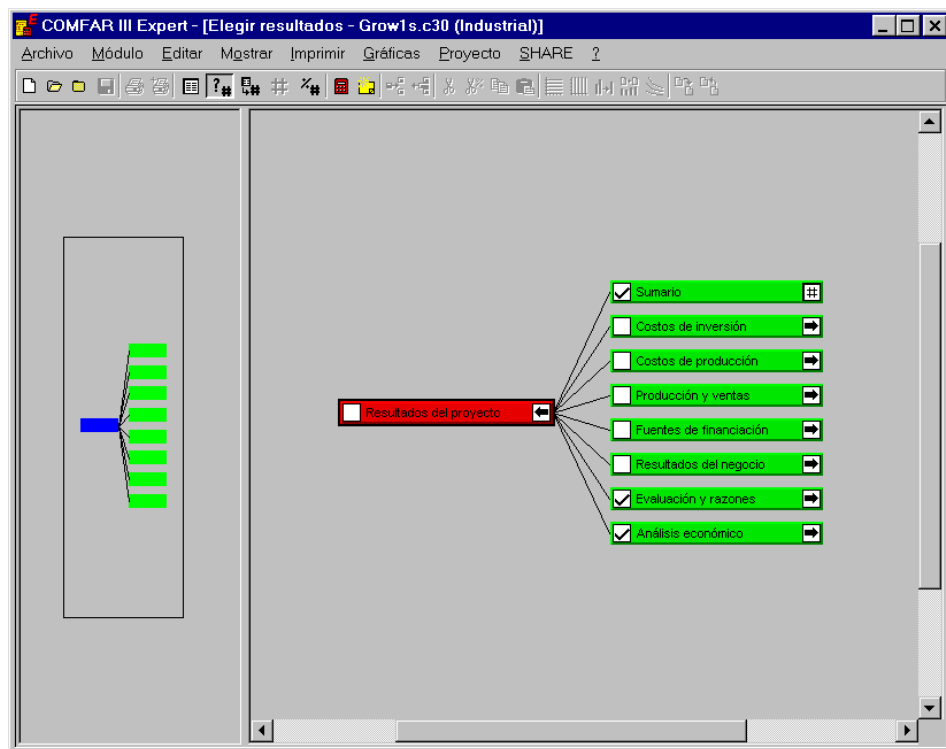 COMFAR III Expert - [Elegir resultados - Grow1s.c30 (Industrial)]
Archivo Módulo Editar Mostrar Imprimir Gráficas Proyecto SHARE ?
Sumario
Costos de inversión
Costos de producción
Producción y ventas
Resultados del proyecto
Fuentes de financiación
Resultados del negocio
Evaluación y razones
Análisis económico